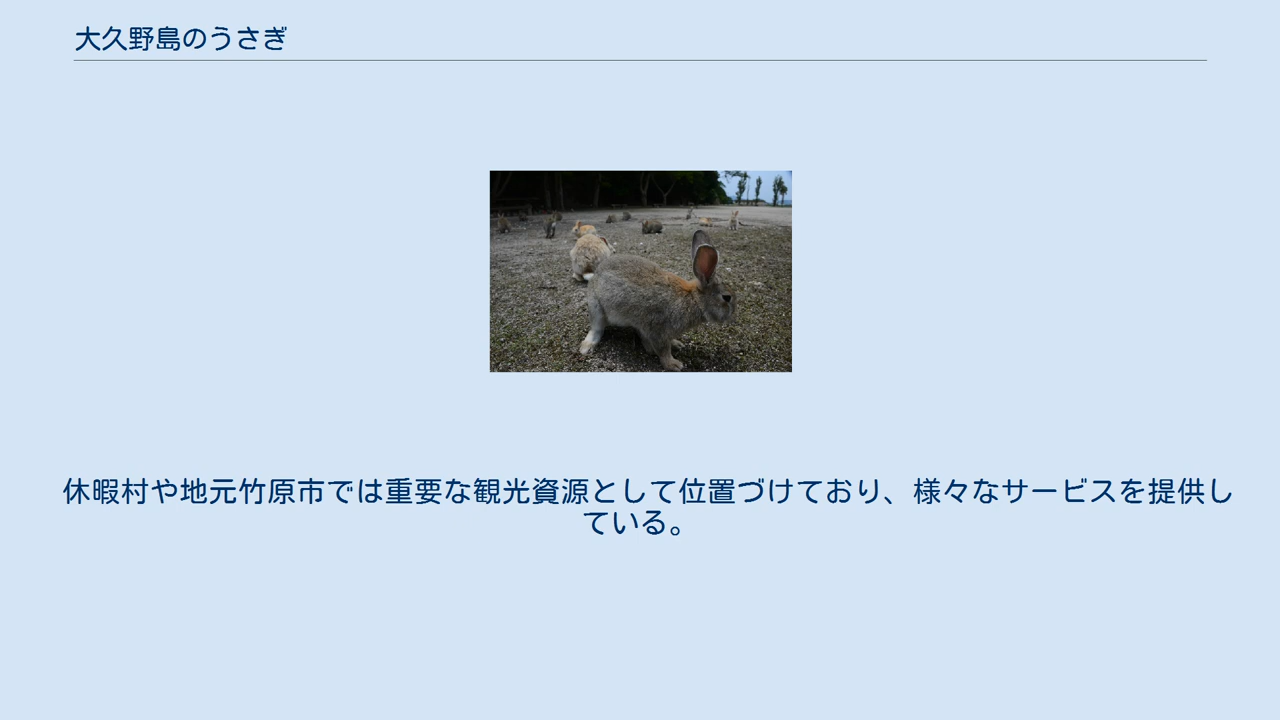 大久野島のうさぎ
休暇村や地元竹原市では重要な観光資源として位置づけており、様々なサービスを提供し
ている。